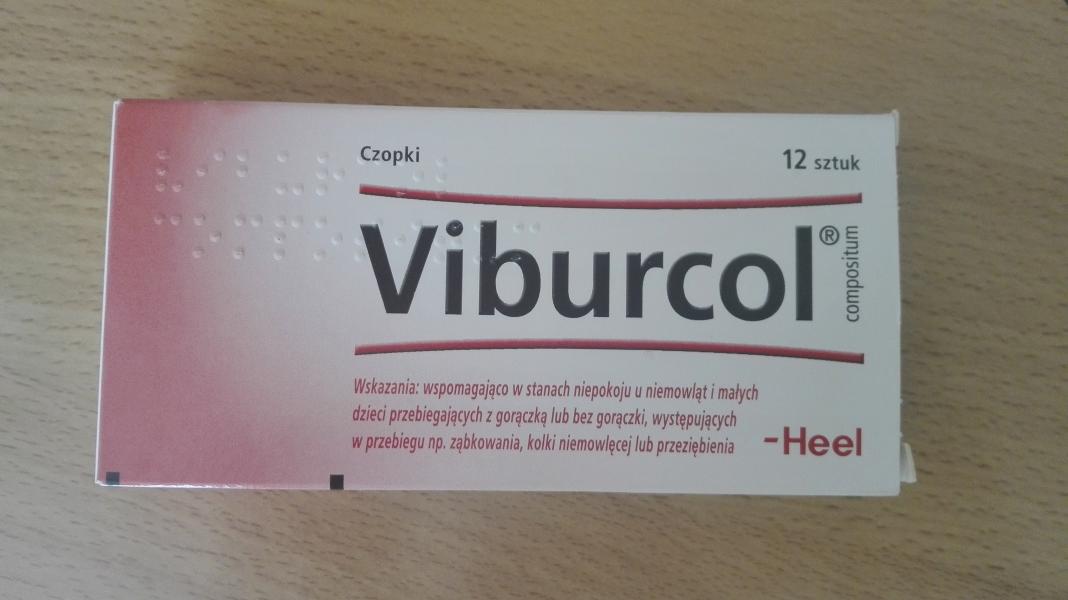 Czopki
12 sztuk
Viburcol®
compositum
Wskazania: wspomagająco w stanach niepokoju u niemowląt i małych
dzieci przebiegających z gorączką lub bez gorączki, występujących
w przebiegu np. ząbkowania, kolki niemowlęcej lub przeziębienia
-Heel